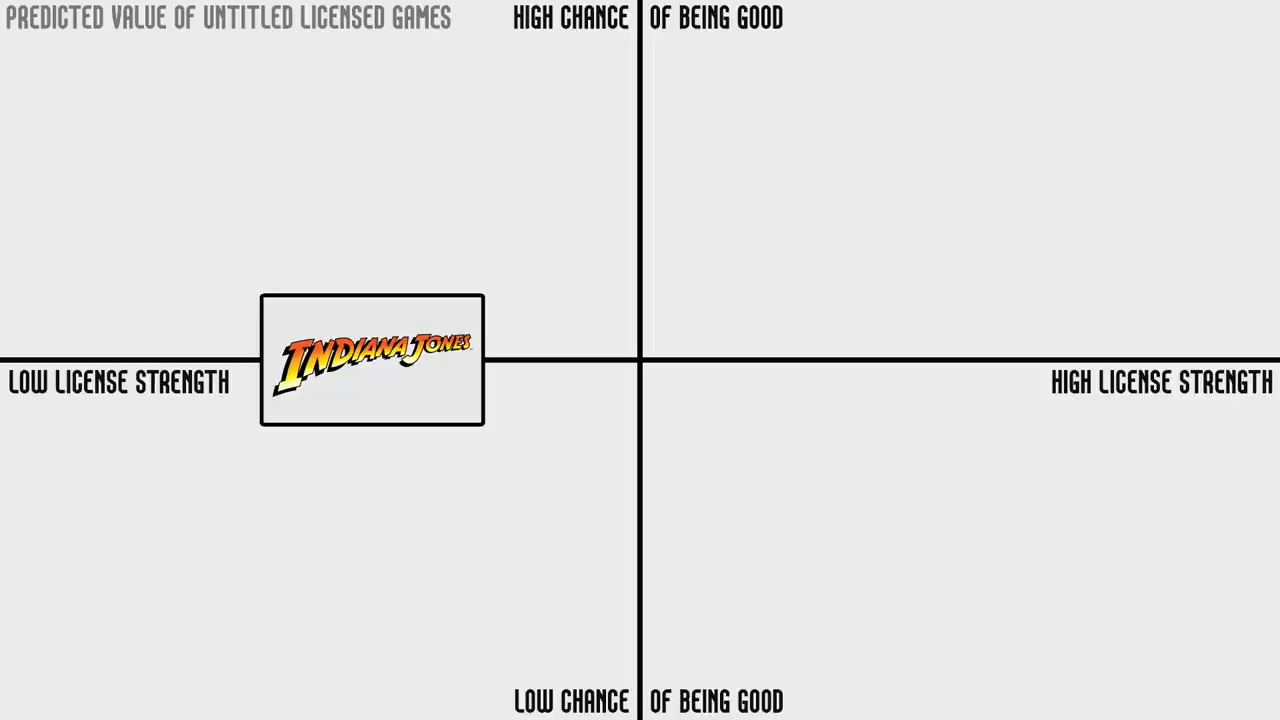 PREDICTED VALUE OF UNTITLED LICENSED GAMES
HIGH CHANCE OF BEING GOOD
INDIANA JONES
LOW LICENSE STRENGTH
HIGH LICENSE STRENGTH
LOW CHANCE OF BEING GOOD